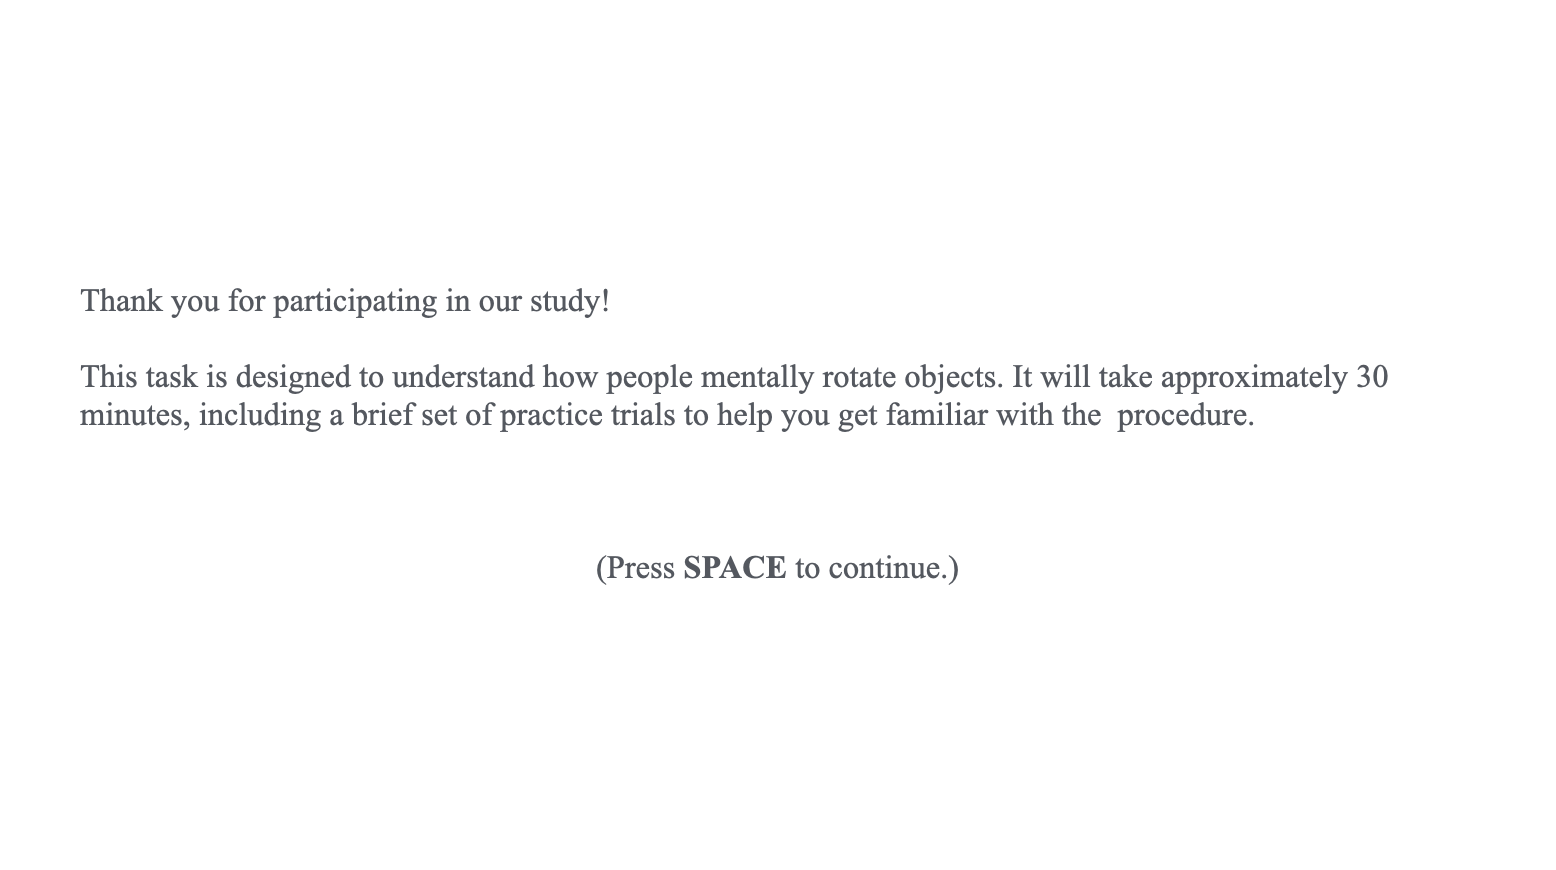 Thank you for participating in our study!
This task is designed to understand how people mentally rotate objects. It will take approximately 30
minutes, including a brief set of practice trials to help you get familiar with the  procedure.
(Press SPACE to continue.)